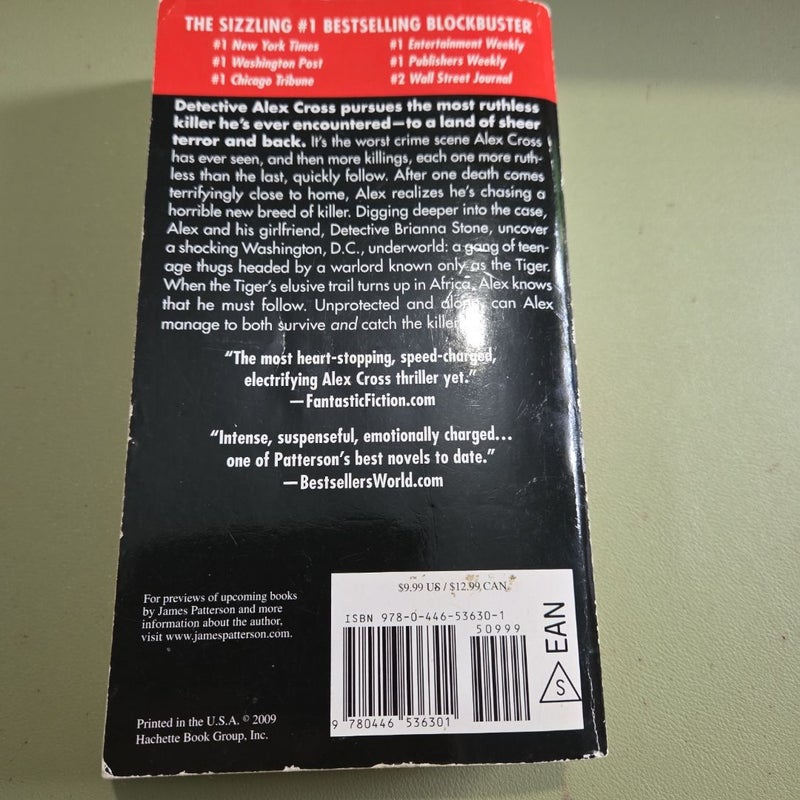 THE SIZZLING #1 BESTSELLING BLOCKBUSTER
#1 New York Times #1 Entertainment Weekly
#1 Washington Post #1 Publishers Weekly
#1 Chicago Tribune #2 Wall Street Journal
Detective Alex Cross pursues the most ruthless
killer he's ever encountered—to a land of sheer
terror and back. It's the worst crime scene Alex Cross
has ever seen, and then more killings, each one more ruth-
less than the last, quickly follow. After one death comes
terrifyingly close to home, Alex realizes he's chasing a
horrible new breed of killer. Digging deeper into the case,
Alex and his girlfriend, Detective Brianna Stone, uncover
a shocking Washington, D.C., underworld: a gang of teen-
age thugs headed by a warlord known only as the Tiger.
When the Tiger's elusive trail turns up in Africa, Alex knows
that he must follow. Unprotected and alone, can Alex
manage to both survive and catch the killer
"The most heart-stopping, speed-charged,
electrifying Alex Cross thriller yet."
—FantasticFiction.com
"Intense, suspenseful, emotionally charged...
one of Patterson's best novels to date."
—BestsellersWorld.com
For previews of upcoming books
by James Patterson and more
information about the author,
visit www.jamespatterson.com.
Printed in the U.S.A. © 2009
Hachette Book Group, Inc.
$9.99 US / $12.99 CAN
ISBN 978-0-446-53630-1
50999
9 780446 536301
EAN
S